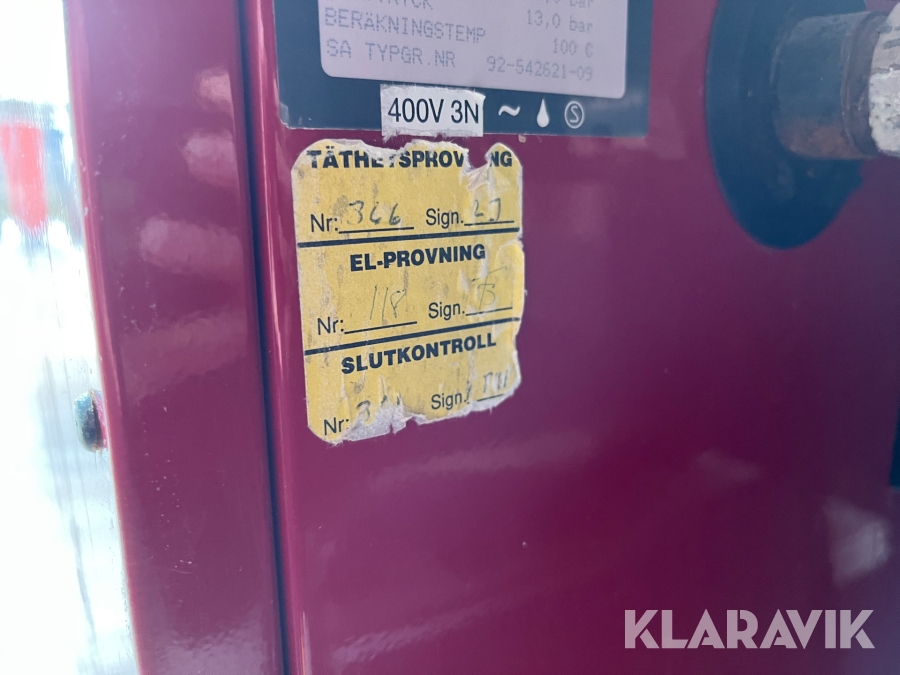 bar
13,0 bar
BERÄKNINGSTEMP 100 C
SA TYPGR.NR 92-542621-09
400V 3N ~ S
TÄTHETSPROVNING
Nr: 366 Sign.
EL-PROVNING
Nr: 118 Sign.
SLUTKONTROLL
Nr: Sign.
KLARAVIK